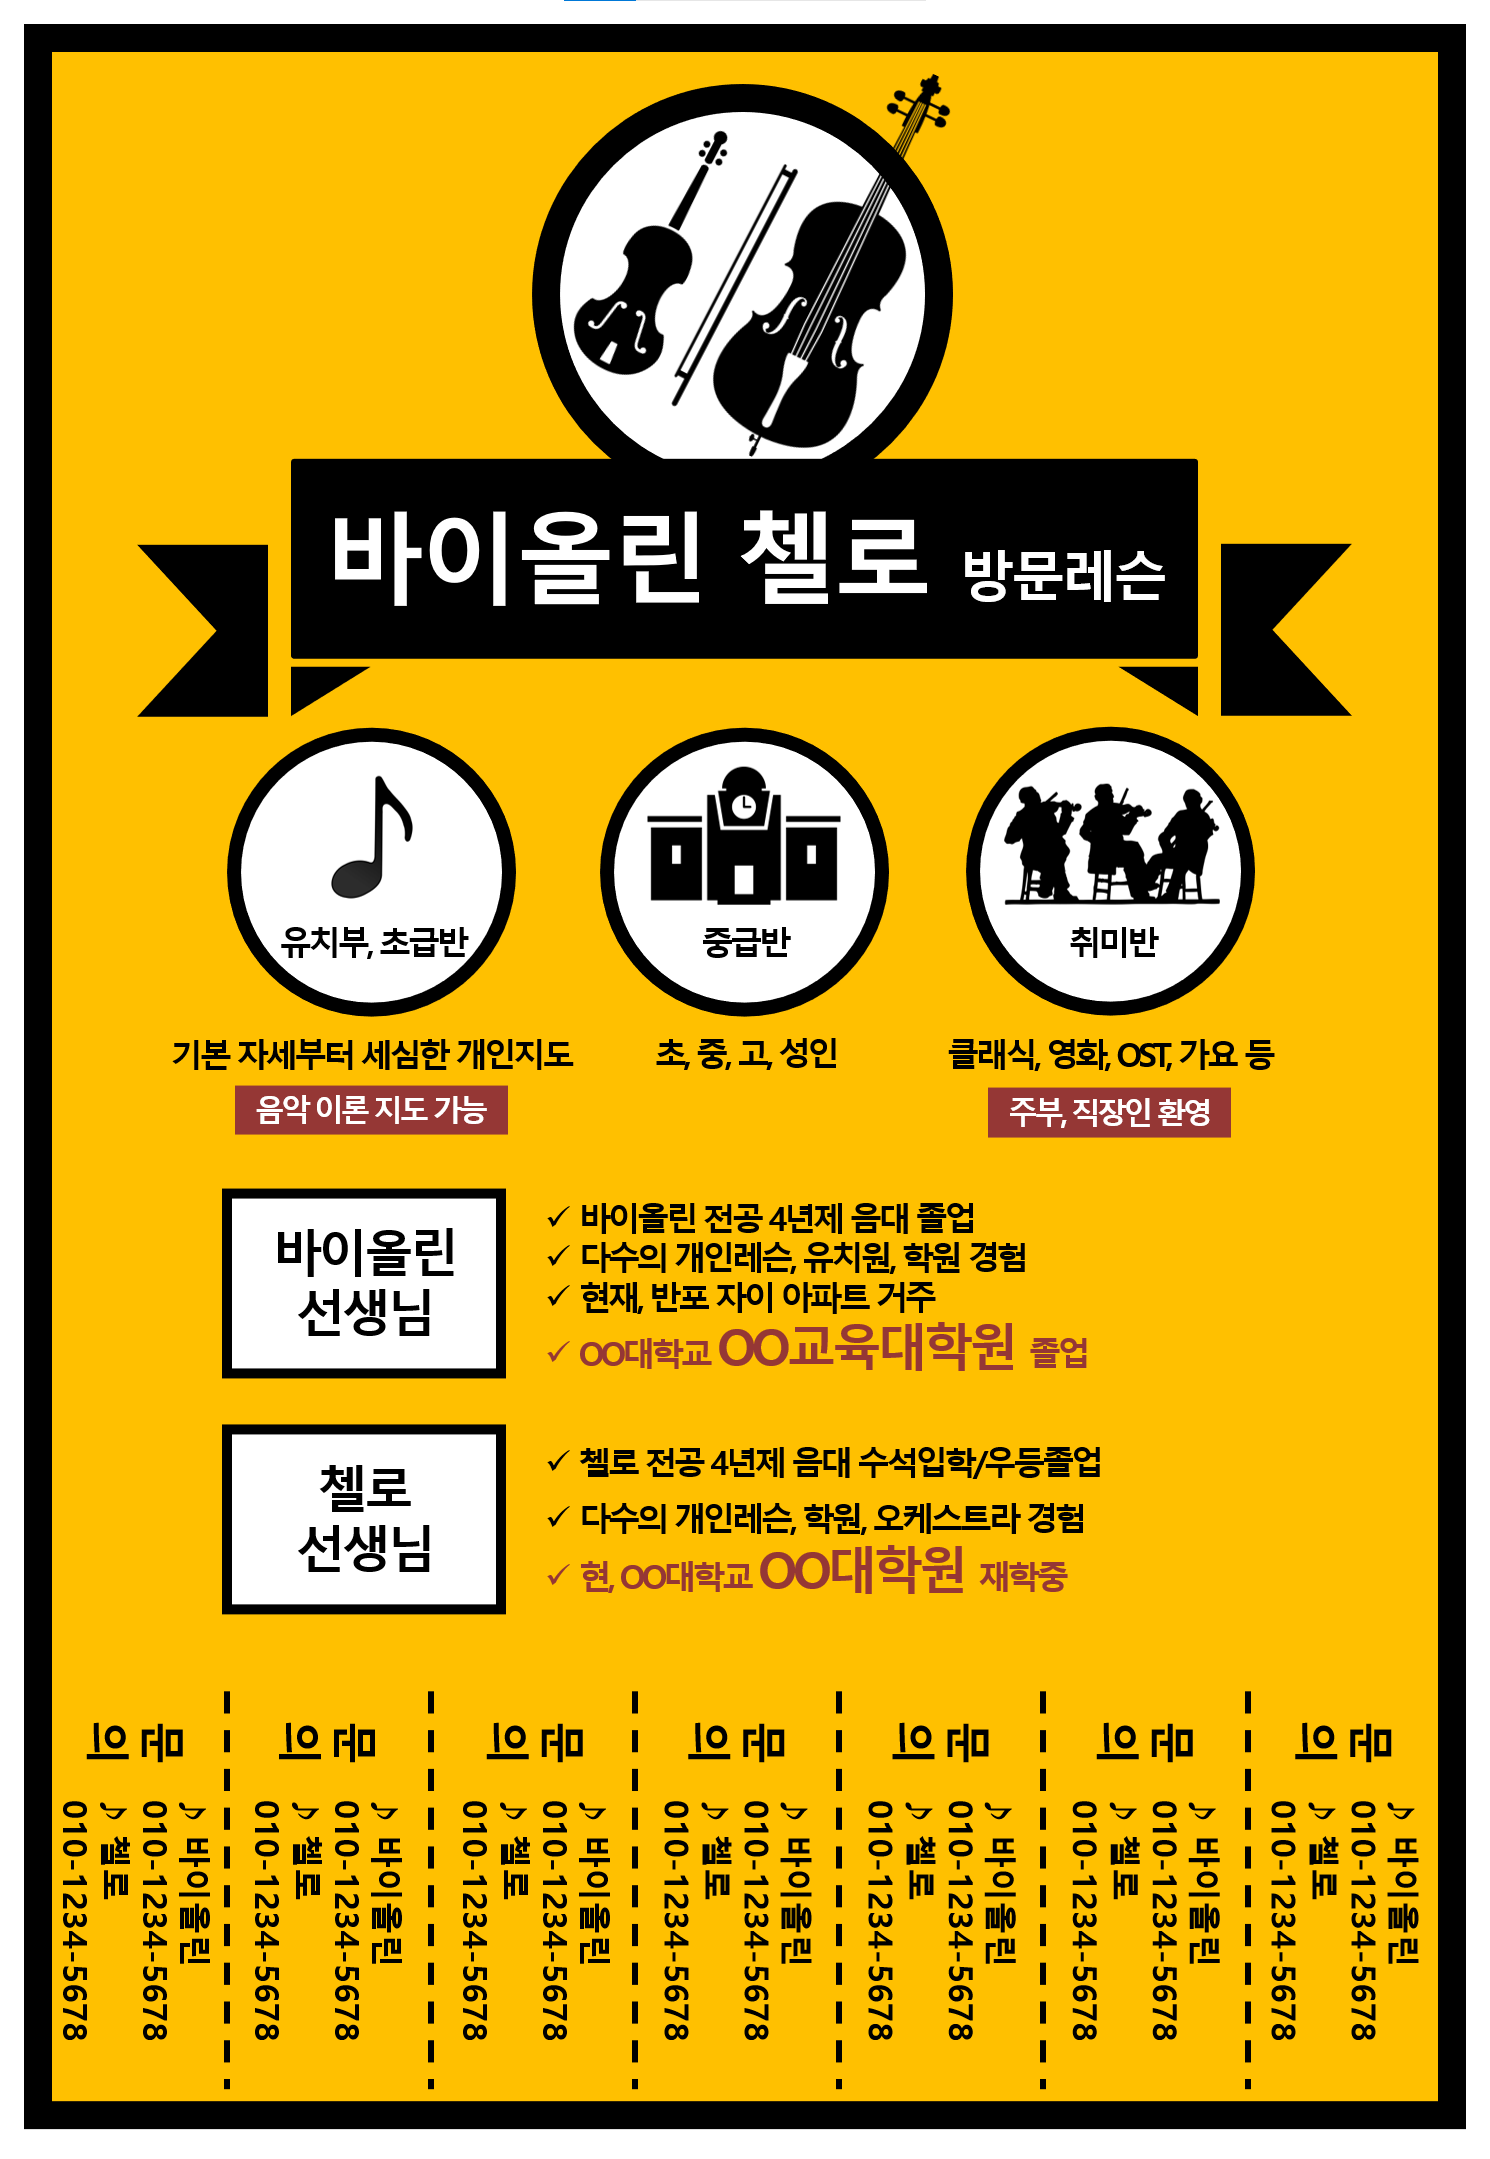 바이올린 첼로 방문레슨
유치부, 초급반
중급반
취미반
기본 자세부터 세심한 개인지도
초, 중, 고, 성인
클래식, 영화, OST, 가요 등
음악 이론 지도 가능
주부, 직장인 환영
바이올린
선생님
✓ 바이올린 전공 4년제 음대 졸업
✓ 다수의 개인레슨, 유치원, 학원 경험
✓ 현재, 반포 자이 아파트 거주
✓ OO대학교 OO교육대학원 졸업
첼로
선생님
✓ 첼로 전공 4년제 음대 수석입학/우등졸업
✓ 다수의 개인레슨, 학원, 오케스트라 경험
✓ 현, OO대학교 OO대학원 재학중
문
의
♪ 바이올린
010-1234-5678
♪ 첼로
010-1234-5678
문
의
♪ 바이올린
010-1234-5678
♪ 첼로
010-1234-5678
문
의
♪ 바이올린
010-1234-5678
♪ 첼로
010-1234-5678
문
의
♪ 바이올린
010-1234-5678
♪ 첼로
010-1234-5678
문
의
♪ 바이올린
010-1234-5678
♪ 첼로
010-1234-5678
문
의
♪ 바이올린
010-1234-5678
♪ 첼로
010-1234-5678
문
의
♪ 바이올린
010-1234-5678
♪ 첼로
010-1234-5678